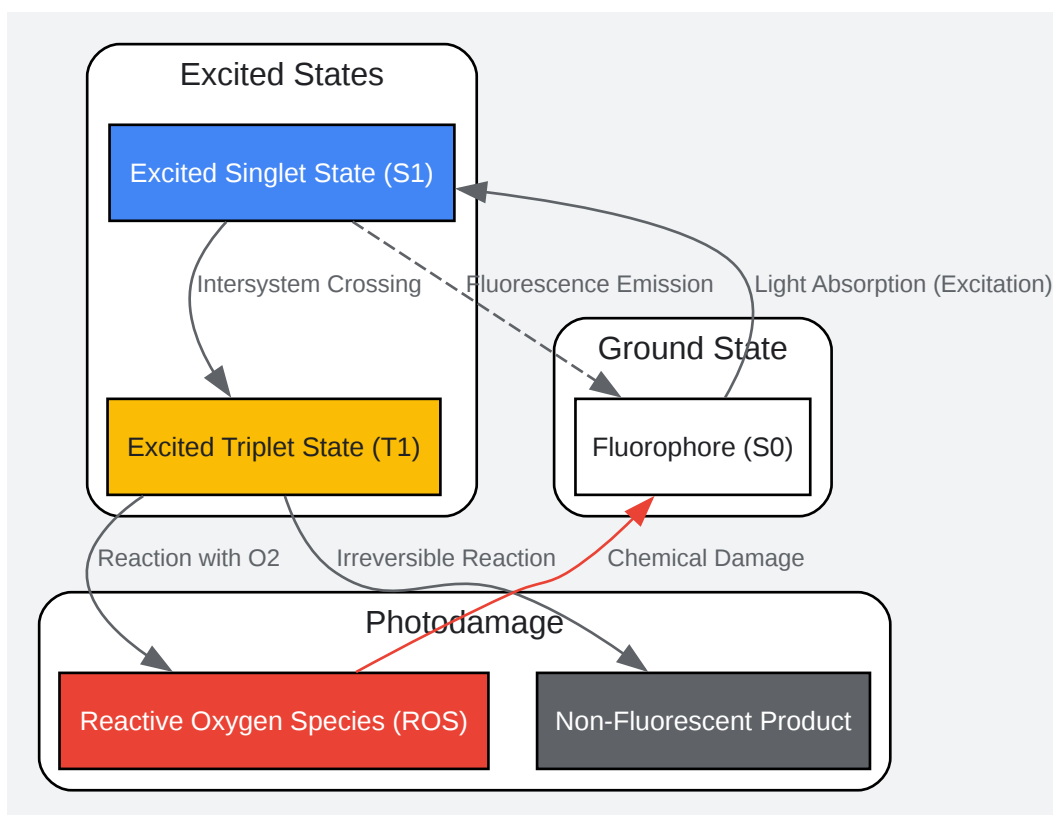 Excited States
Excited Singlet State (S1)
Intersystem Crossing
Fluorescence Emission
Light Absorption (Excitation)
Ground State
Excited Triplet State (T1)
Fluorophore (S0)
Reaction with O2
Irreversible Reaction
Chemical Damage
Photodamage
Reactive Oxygen Species (ROS)
Non-Fluorescent Product